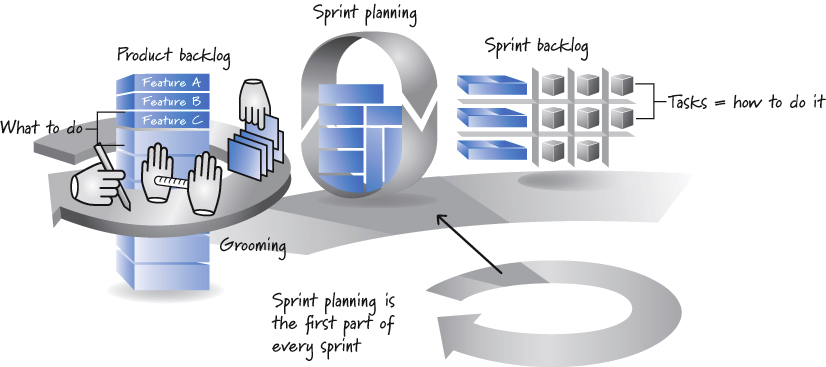 Sprint planning
Product backlog
Sprint backlog
Feature A
Feature B
Feature C
What to do
Tasks = how to do it
Grooming
Sprint planning is
the first part of
every sprint